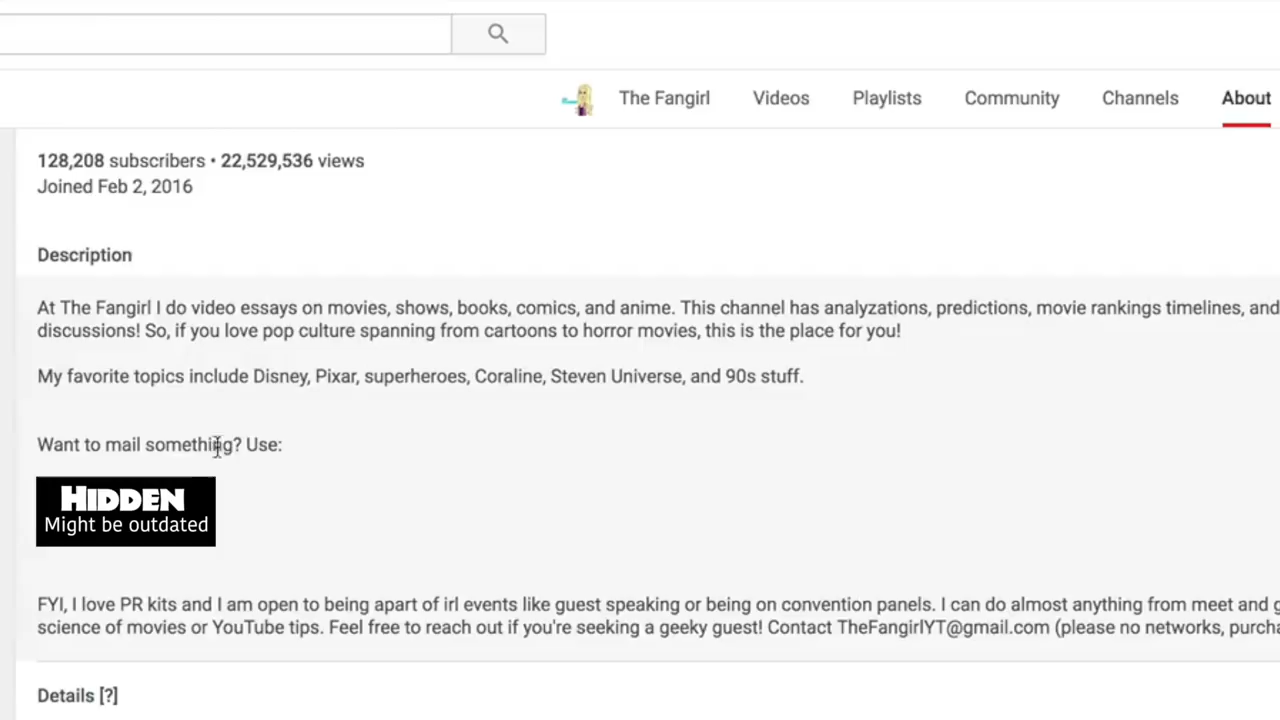 The Fangirl Videos Playlists Community Channels About
128,208 subscribers • 22,529,536 views
Joined Feb 2, 2016
Description
At The Fangirl I do video essays on movies, shows, books, comics, and anime. This channel has analyzations, predictions, movie rankings timelines, and
discussions! So, if you love pop culture spanning from cartoons to horror movies, this is the place for you!
My favorite topics include Disney, Pixar, superheroes, Coraline, Steven Universe, and 90s stuff.
Want to mail something? Use:
HIDDEN
Might be outdated
FYI, I love PR kits and I am open to being apart of irl events like guest speaking or being on convention panels. I can do almost anything from meet and
science of movies or YouTube tips. Feel free to reach out if you're seeking a geeky guest! Contact TheFangirlYT@gmail.com (please no networks,
Details [?]